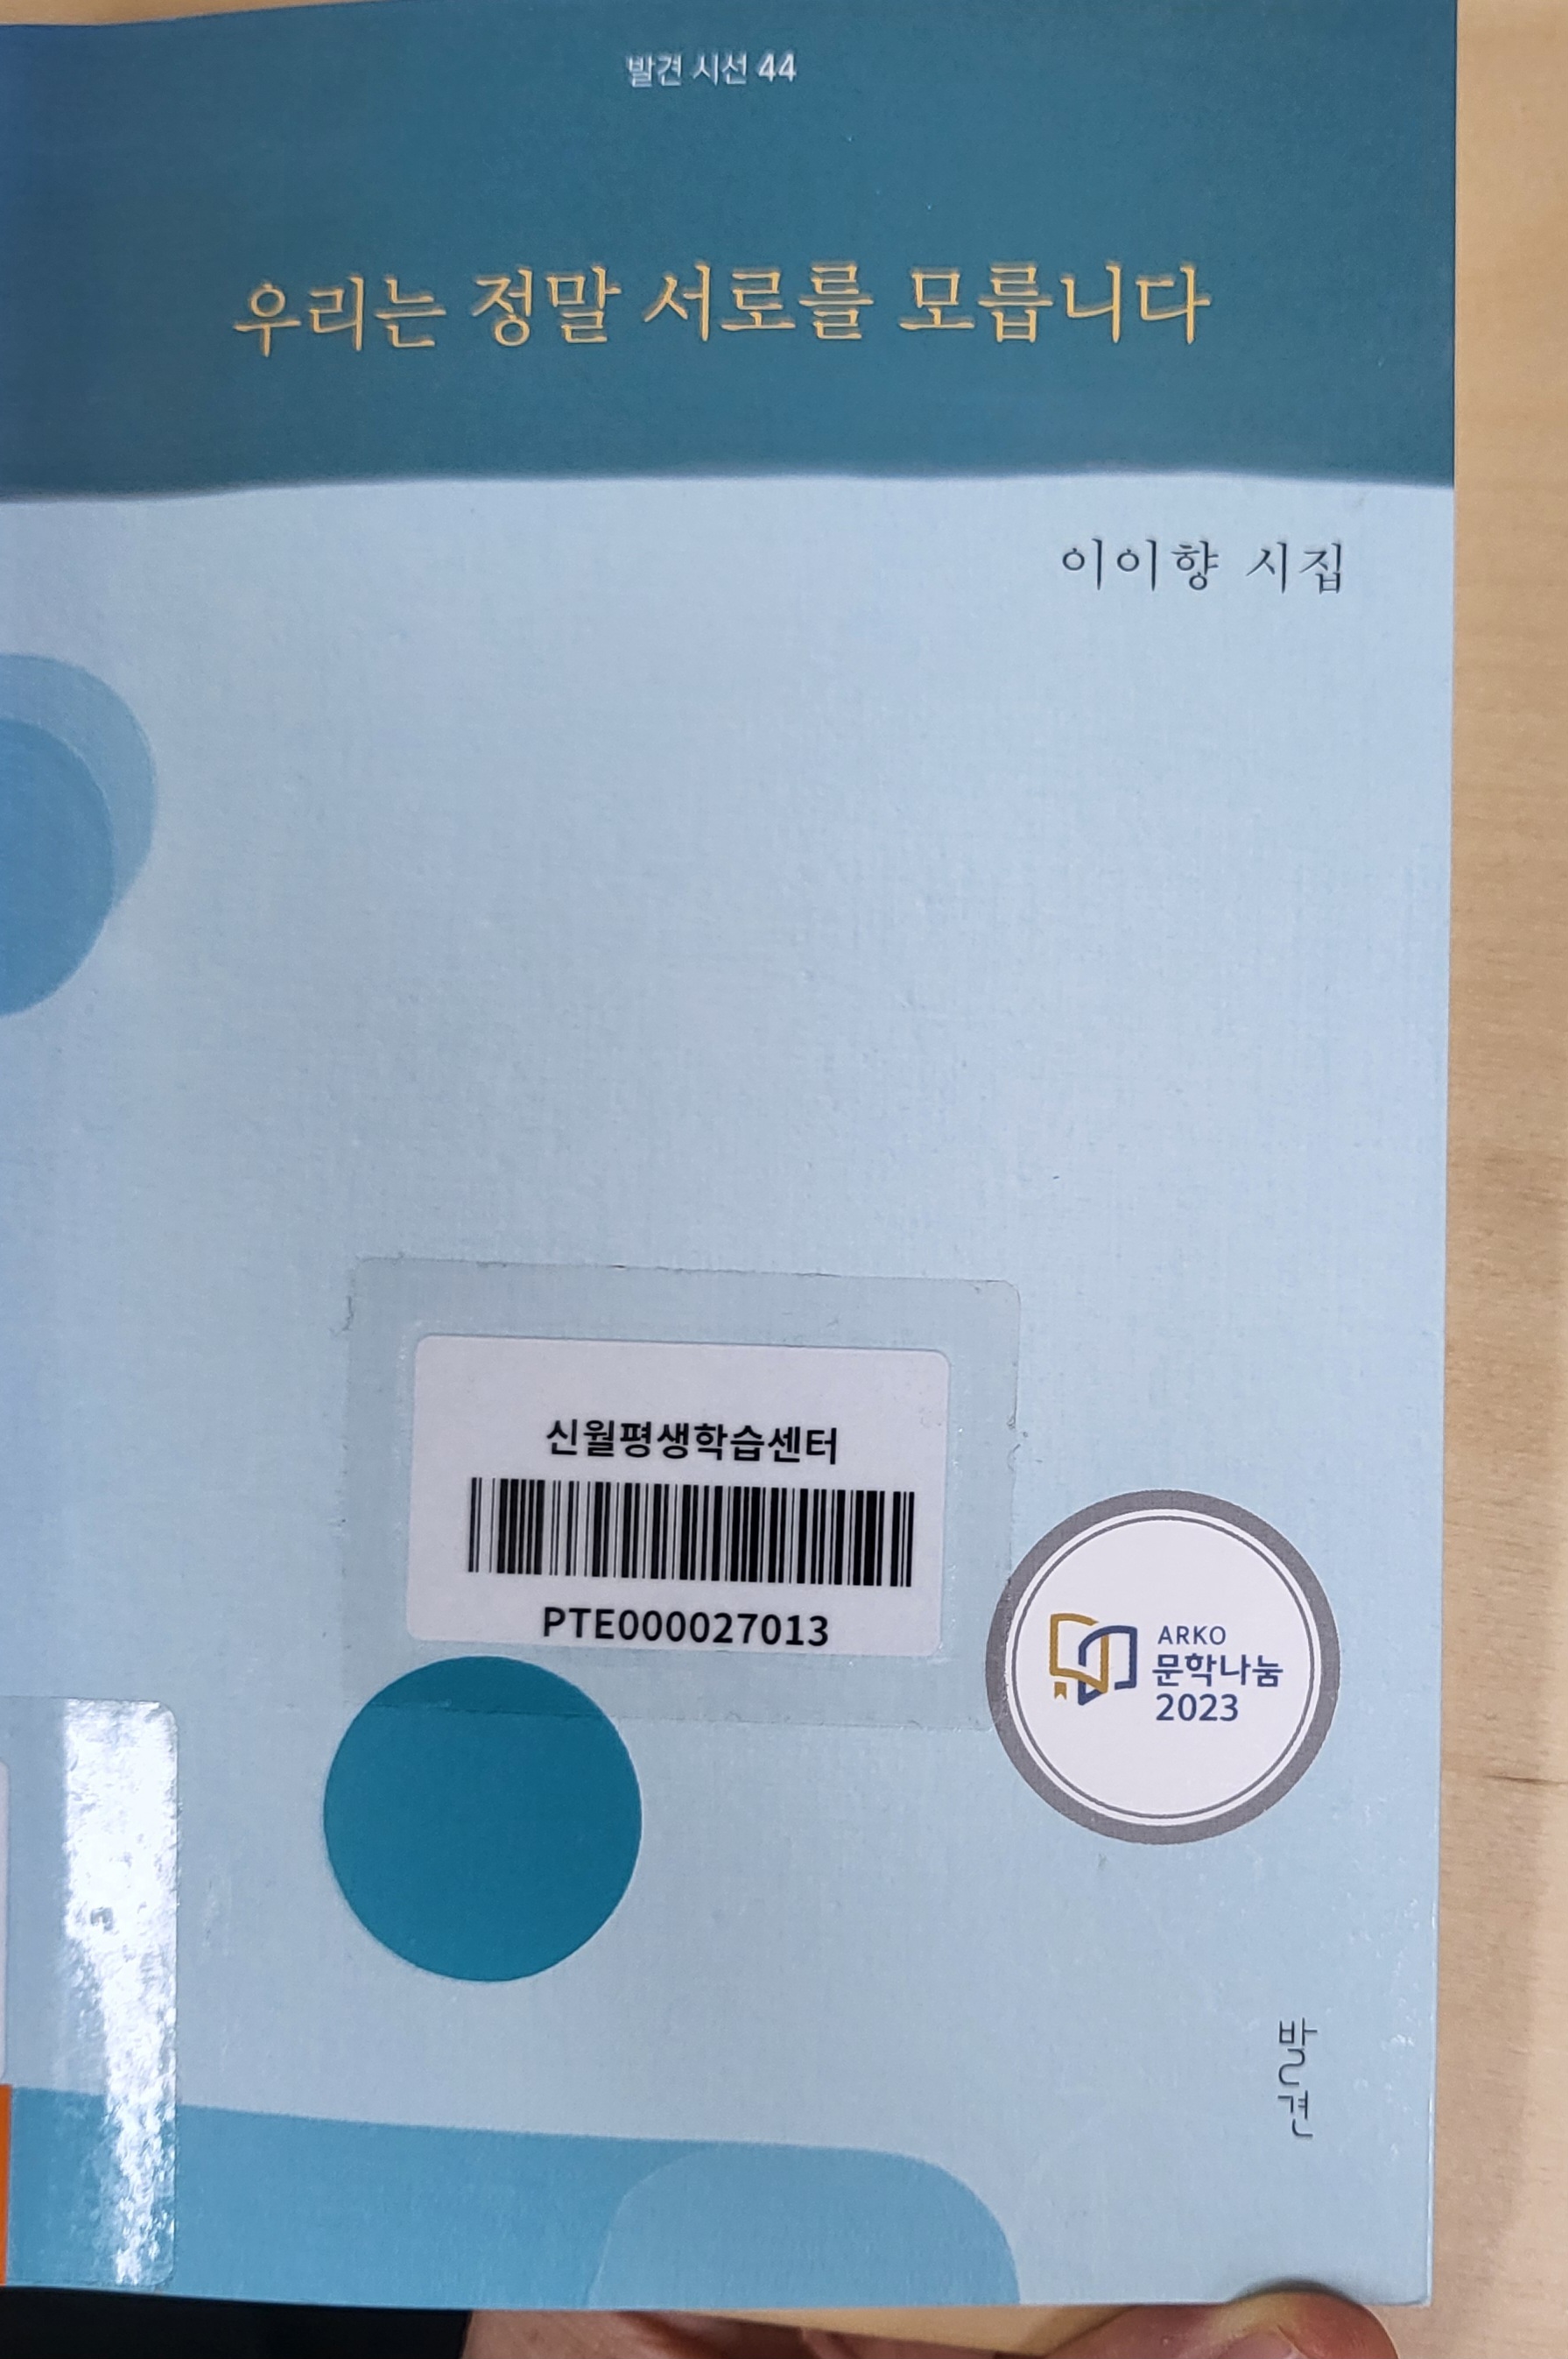 발견 시선 44
우리는 정말 서로를 모릅니다
이이향 시집
신월평생학습센터
PTE000027013
ARKO
문학나눔
2023
발견